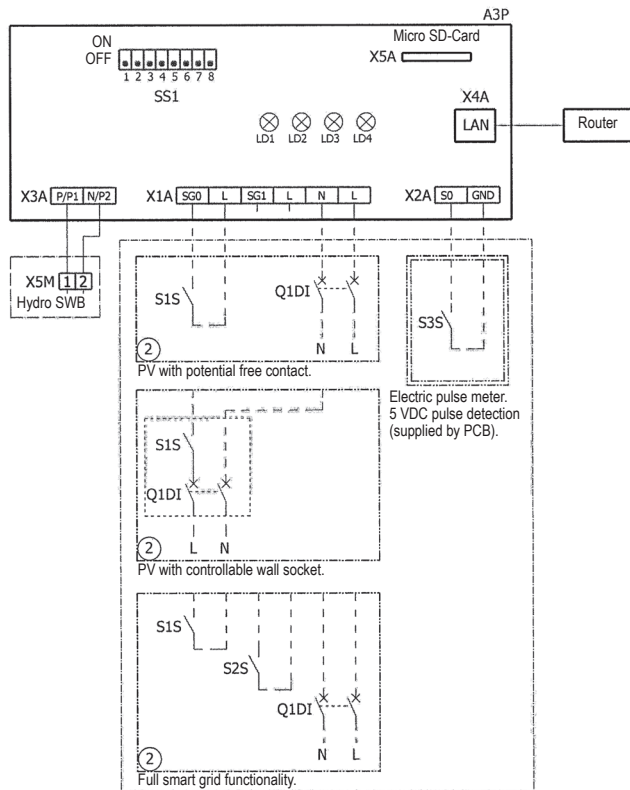 A3P
ON
OFF
1 2 3 4 5 6 7 8
SS1
Micro SD-Card
X5A
X4A
LAN
Router
LD1 LD2 LD3 LD4
X3A P/P1 N/P2
X1A SG0 L SG1 L N L
X2A S0 GND
X5M 1 2
Hydro SWB
S1S
Q1DI
N L
2
PV with potential free contact.
S3S
Electric pulse meter.
5 VDC pulse detection
(supplied by PCB).
S1S
Q1DI
L N
2
PV with controllable wall socket.
S1S
S2S
Q1DI
N L
2
Full smart grid functionality.